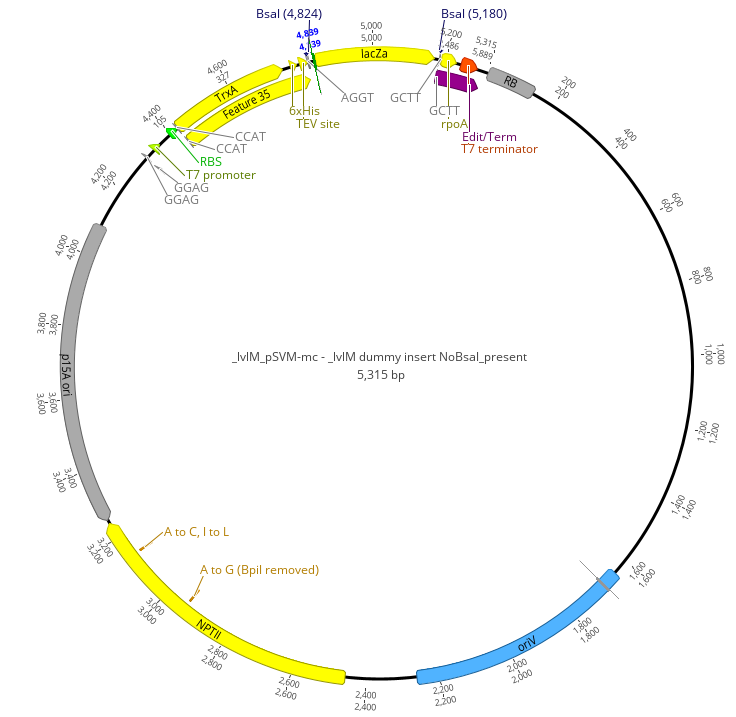 BsaI (4,824)
BsaI (5,180)
4,839
5,000
5,000
lacZa
5,200
5,315
5,889
RB
200
200
4,600
327
TrxA
Feature 35
6xHis
TEV site
AGGT
GCTT
GCTT
rpoA
Edit/Term
T7 terminator
4,400
105
CCAT
CCAT
RBS
T7 promoter
GGAG
GGAG
4,200
4,200
400
400
600
600
800
800
1,000
1,000
1,200
1,200
1,400
1,400
1,600
1,600
1,800
1,800
oriV
2,000
2,000
2,200
2,200
2,400
2,400
2,600
2,600
2,800
2,800
NPTII
3,000
3,000
3,200
3,200
A to C, I to L
A to G (BpiI removed)
3,400
3,400
3,600
3,600
p15A ori
3,800
3,800
4,000
4,000
_lvlM_pSVM-mc - _lvlM dummy insert NoBsaI_present
5,315 bp